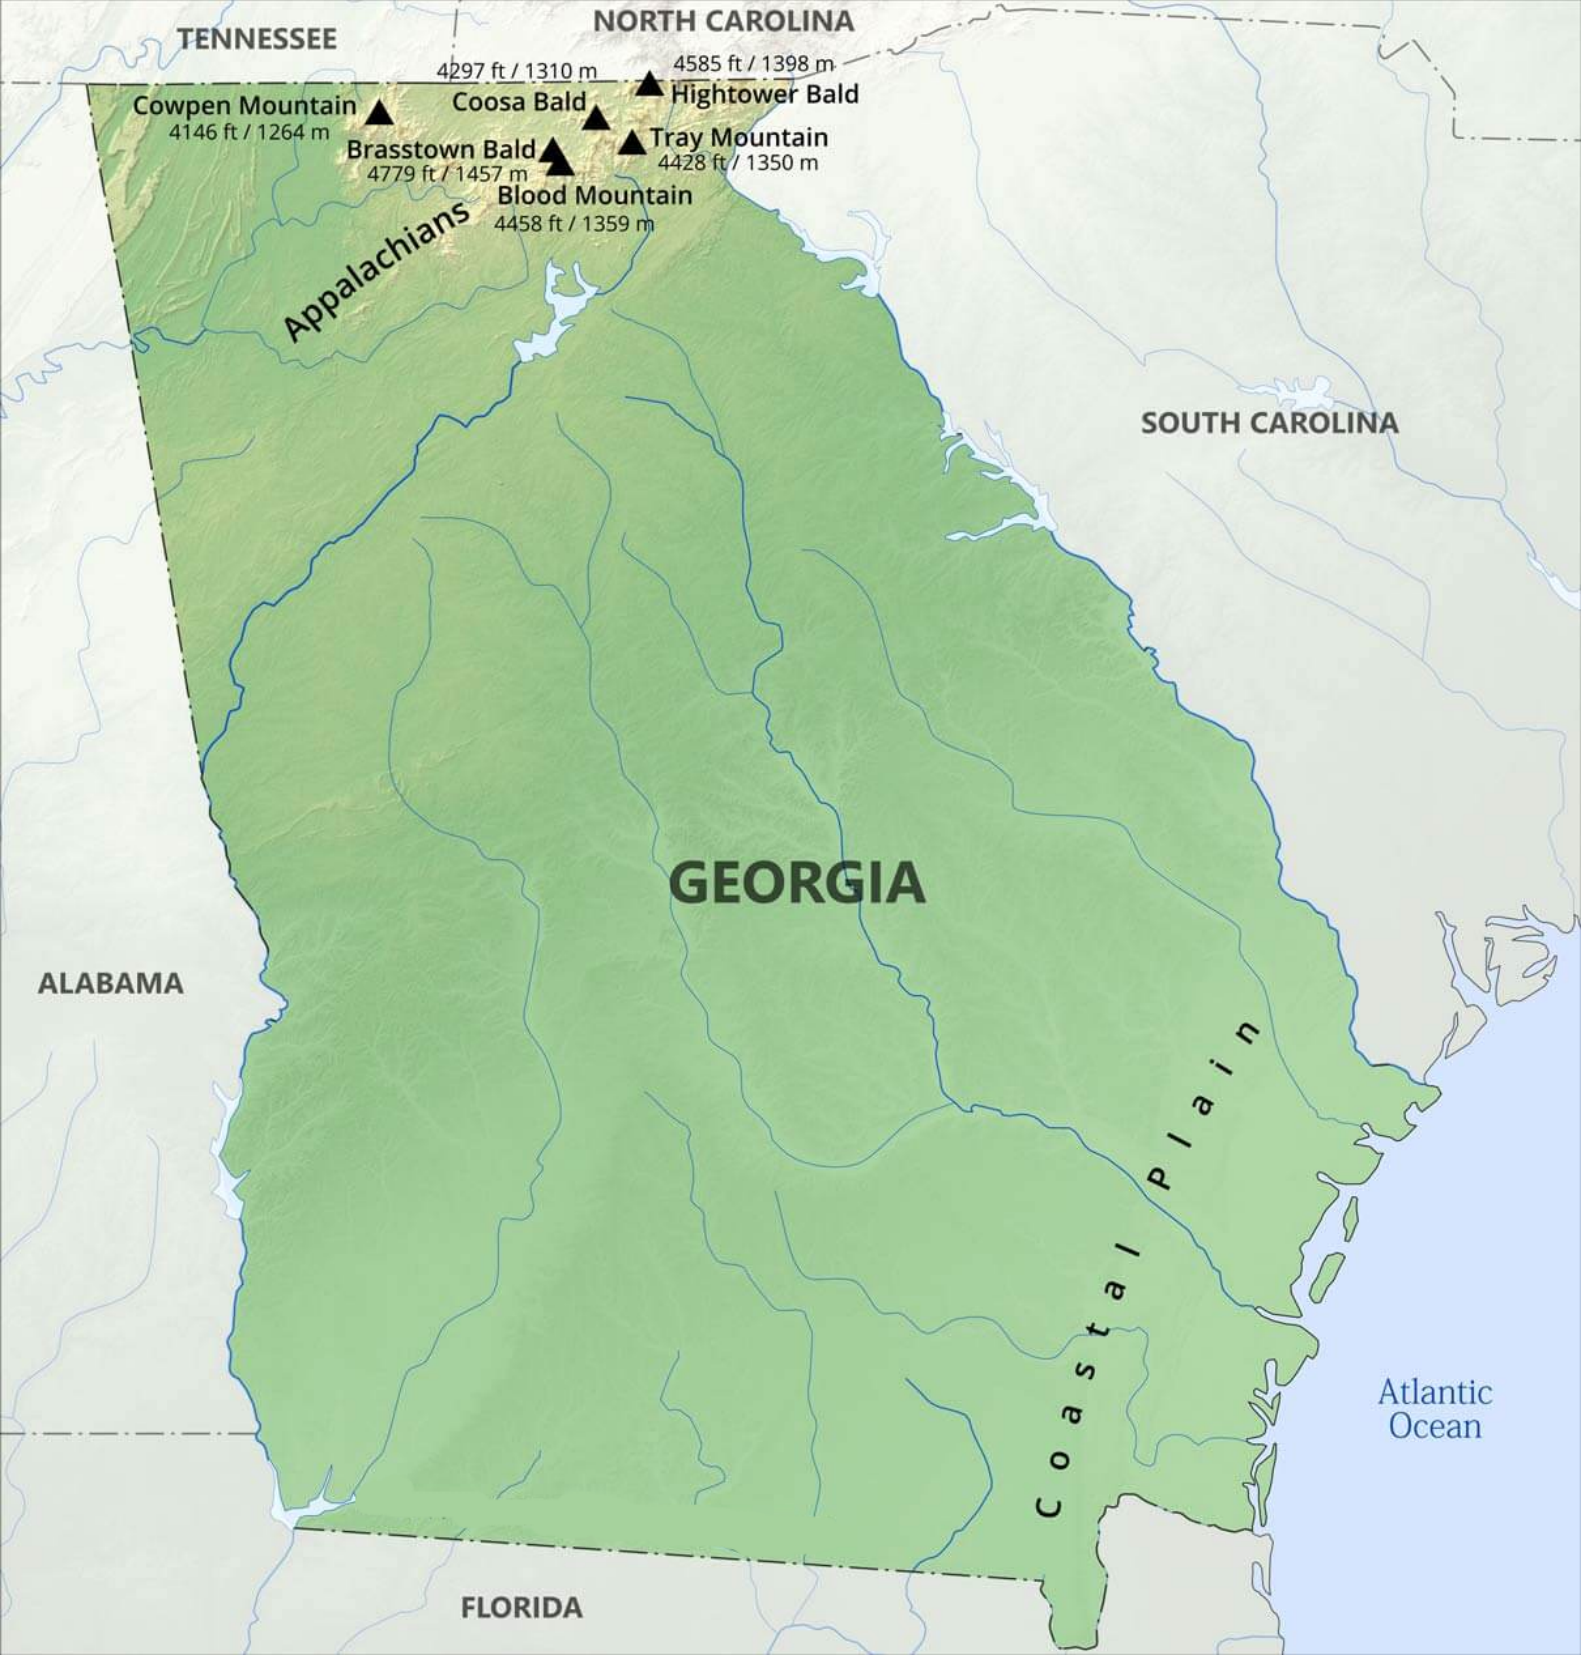 NORTH CAROLINA
TENNESSEE
4297 ft / 1310 m
4585 ft / 1398 m
Hightower Bald
Coosa Bald
Cowpen Mountain
4146 ft / 1264 m
Tray Mountain
4428 ft / 1350 m
Brasstown Bald
4779 ft / 1457 m
Blood Mountain
4458 ft / 1359 m
Appalachians
SOUTH CAROLINA
GEORGIA
ALABAMA
Coastal Plain
Atlantic
Ocean
FLORIDA